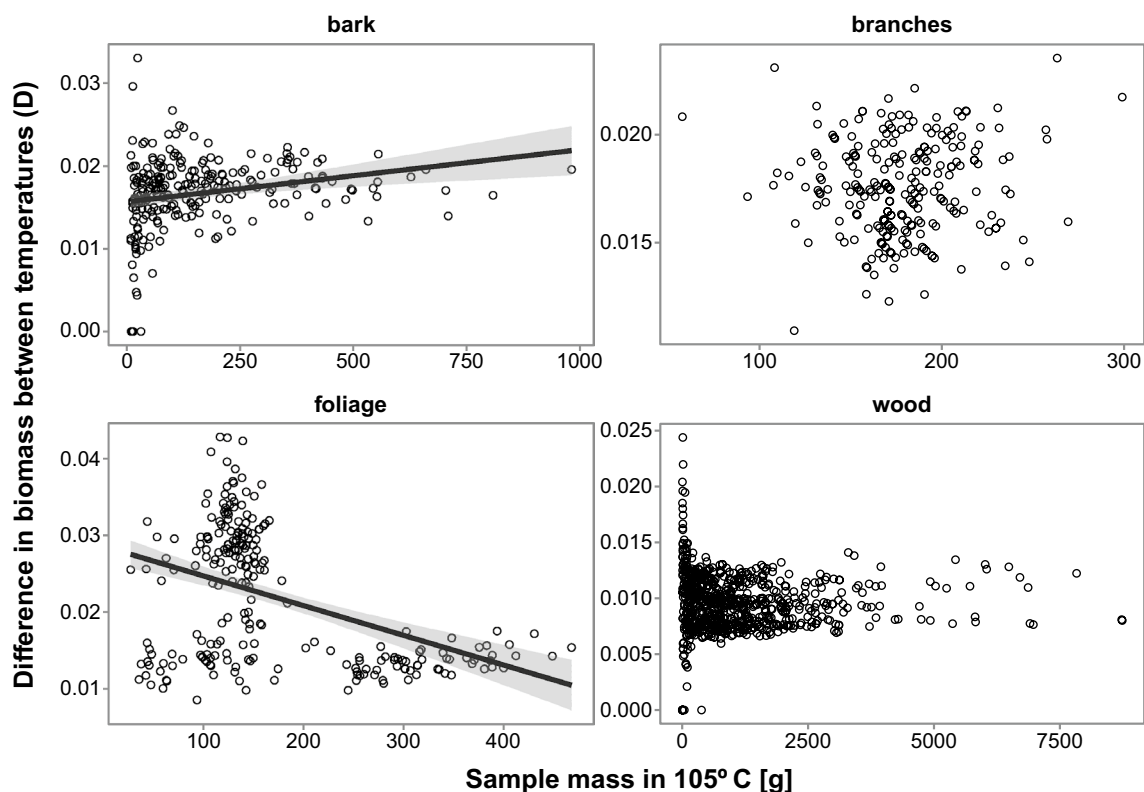 bark
branches
Difference in biomass between temperatures (D)
0.03
0.02
0.01
0.00
0 250 500 750 1000
0.020
0.015
100 200 300
foliage
wood
0.04
0.03
0.02
0.01
100 200 300 400
0.025
0.020
0.015
0.010
0.005
0.000
0 2500 5000 7500
Sample mass in 105º C [g]